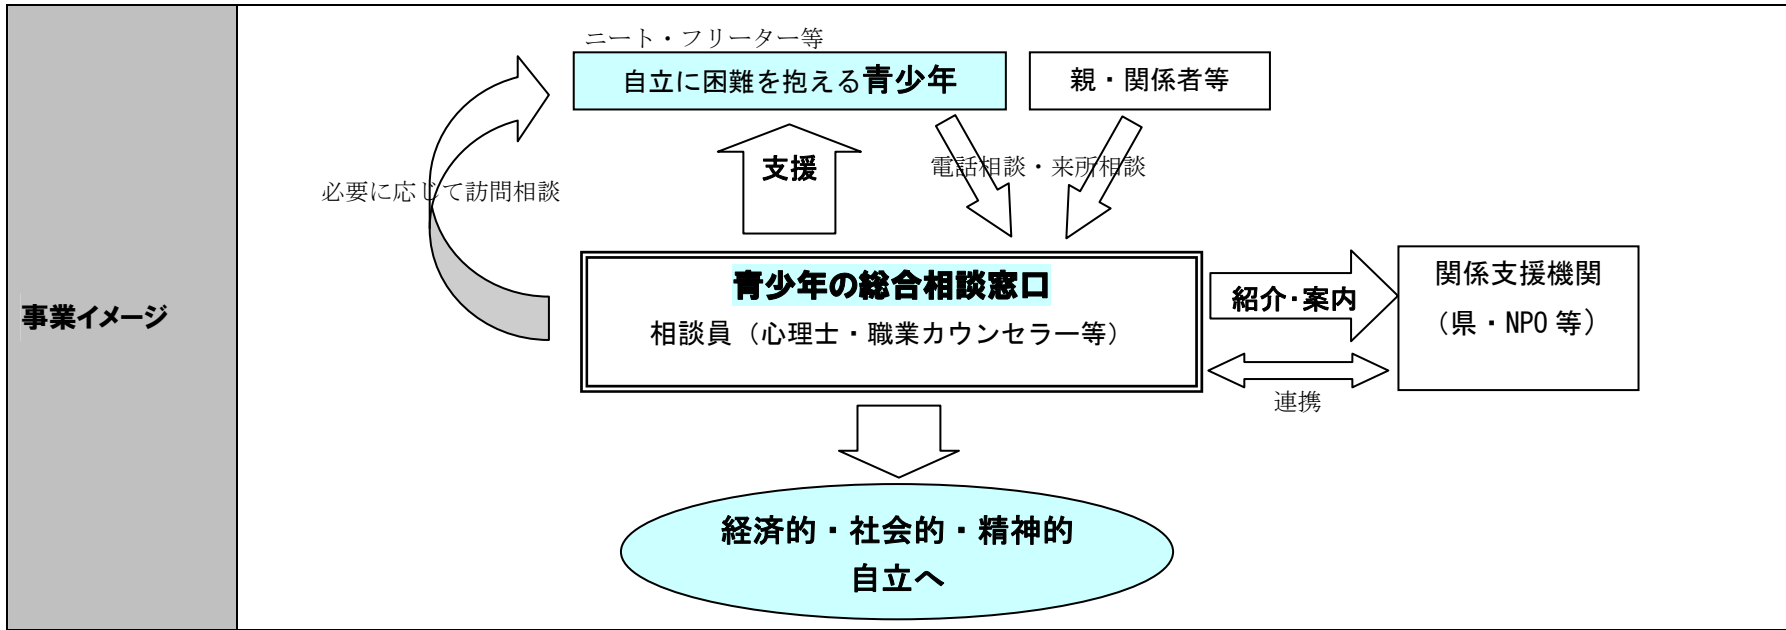 事業イメージ
ニート・フリーター等
自立に困難を抱える青少年
親・関係者等
支援
電話相談・来所相談
必要に応じて訪問相談
青少年の総合相談窓口
相談員（心理士・職業カウンセラー等）
紹介・案内
関係支援機関
（県・NPO 等）
連携
経済的・社会的・精神的
自立へ